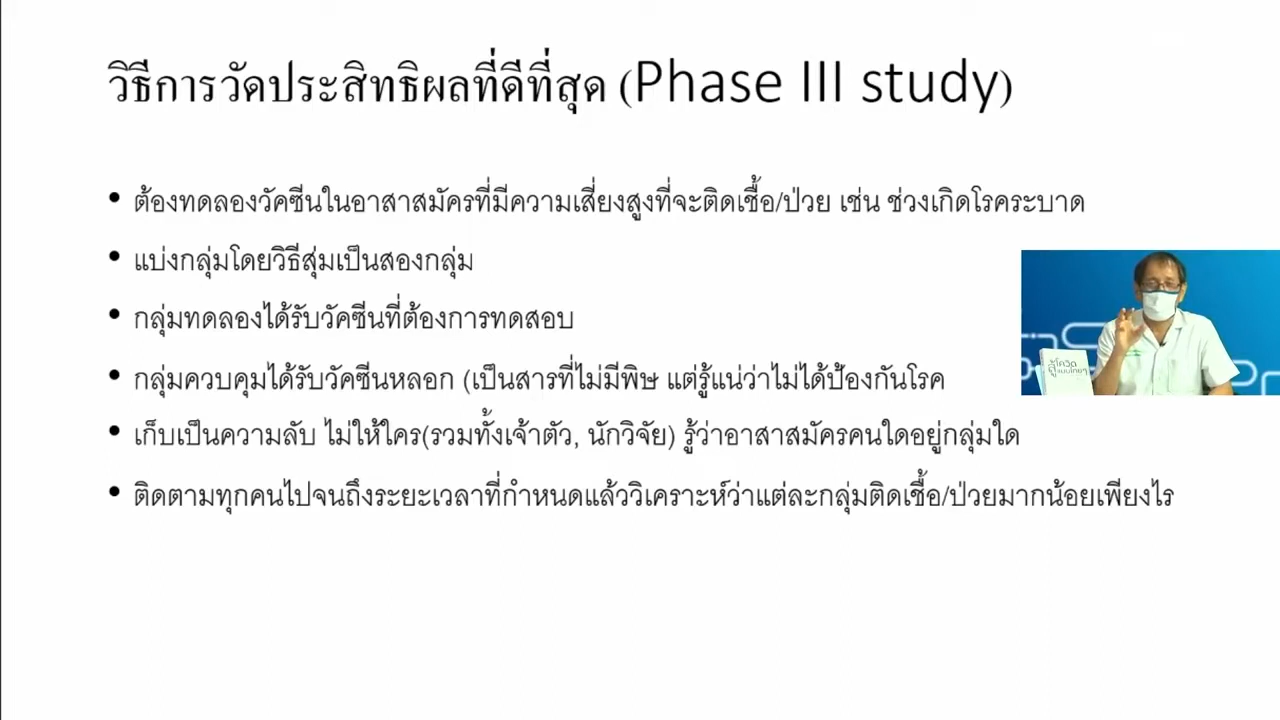 วิธีการวัดประสิทธิผลที่ดีที่สุด (Phase III study)
• ต้องทดลองวัคซีนในอาสาสมัครที่มีความเสี่ยงสูงที่จะติดเชื้อ/ป่วย เช่น ช่วงเกิดโรคระบาด
• แบ่งกลุ่มโดยวิธีสุ่มเป็นสองกลุ่ม
• กลุ่มทดลองได้รับวัคซีนที่ต้องการทดสอบ
• กลุ่มควบคุมได้รับวัคซีนหลอก (เป็นสารที่ไม่มีพิษ แต่รู้แน่ว่าไม่ได้ป้องกันโรค
• เก็บเป็นความลับ ไม่ให้ใคร(รวมทั้งเจ้าตัว, นักวิจัย) รู้ว่าอาสาสมัครคนใดอยู่กลุ่มใด
• ติดตามทุกคนไปจนถึงระยะเวลาที่กำหนดแล้ววิเคราะห์ว่าแต่ละกลุ่มติดเชื้อ/ป่วยมากน้อยเพียงไร
สู้โควิด
แบบไทยๆ